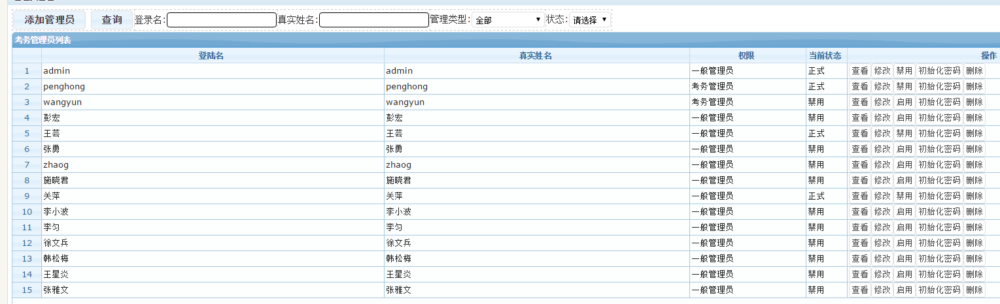 添加管理员 查询 登录名: 真实姓名: 管理类型: 全部 状态: 请选择
考务管理员列表
登陆名 真实姓名 权限 当前状态 操作
1 admin admin 一般管理员 正式 查看 修改 禁用 初始化密码 删除
2 penghong penghong 考务管理员 正式 查看 修改 禁用 初始化密码 删除
3 wangyun wangyun 考务管理员 禁用 查看 修改 启用 初始化密码 删除
4 彭宏 彭宏 一般管理员 禁用 查看 修改 启用 初始化密码 删除
5 王芸 王芸 一般管理员 正式 查看 修改 禁用 初始化密码 删除
6 张勇 张勇 一般管理员 禁用 查看 修改 启用 初始化密码 删除
7 zhaog zhaog 一般管理员 禁用 查看 修改 启用 初始化密码 删除
8 施晓君 施晓君 一般管理员 禁用 查看 修改 启用 初始化密码 删除
9 关萍 关萍 一般管理员 正式 查看 修改 禁用 初始化密码 删除
10 李小波 李小波 一般管理员 禁用 查看 修改 启用 初始化密码 删除
11 李匀 李匀 一般管理员 禁用 查看 修改 启用 初始化密码 删除
12 徐文兵 徐文兵 一般管理员 禁用 查看 修改 启用 初始化密码 删除
13 韩松梅 韩松梅 一般管理员 禁用 查看 修改 启用 初始化密码 删除
14 王星炎 王星炎 一般管理员 禁用 查看 修改 启用 初始化密码 删除
15 张雅文 张雅文 一般管理员 禁用 查看 修改 启用 初始化密码 删除